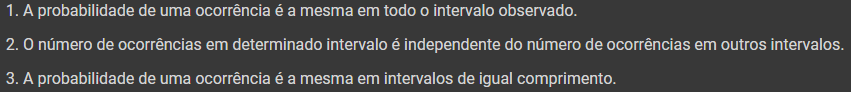 1. A probabilidade de uma ocorrência é a mesma em todo o intervalo observado.
2. O número de ocorrências em determinado intervalo é independente do número de ocorrências em outros intervalos.
3. A probabilidade de uma ocorrência é a mesma em intervalos de igual comprimento.